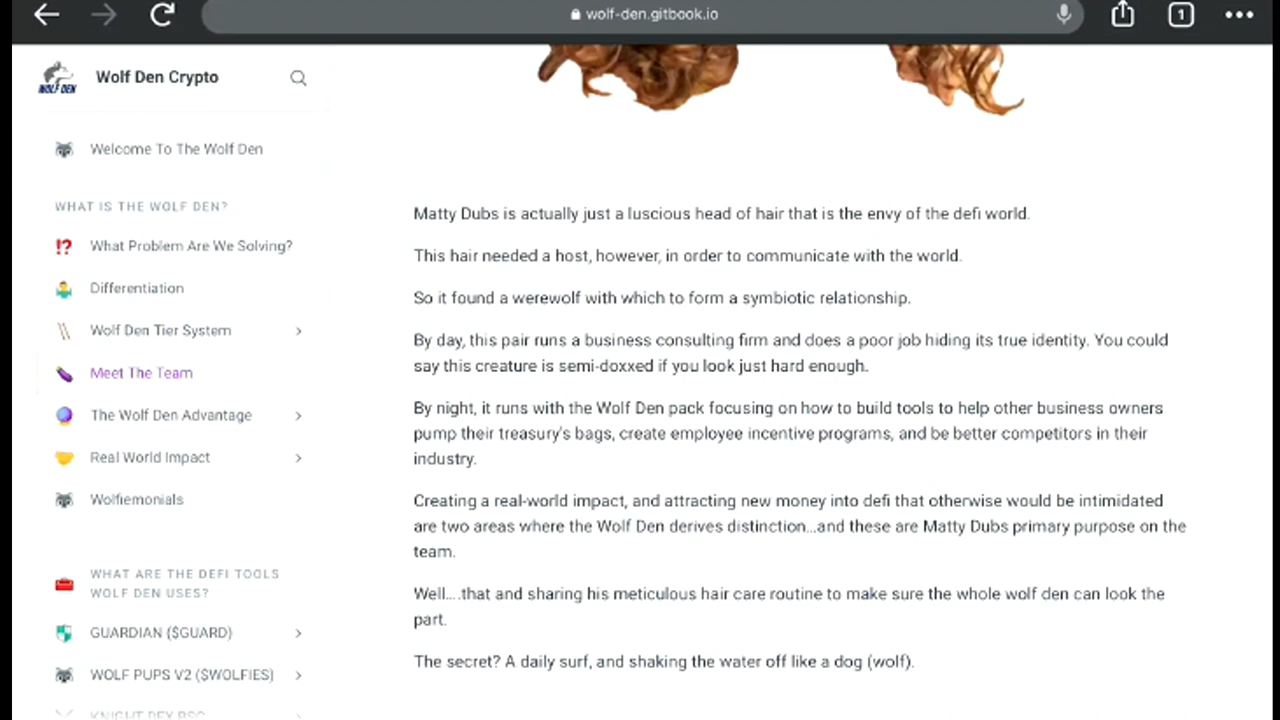 wolf-den.gitbook.io
1
WOLF DEN
Wolf Den Crypto
Welcome To The Wolf Den
WHAT IS THE WOLF DEN?
What Problem Are We Solving?
Differentiation
Wolf Den Tier System
Meet The Team
The Wolf Den Advantage
Real World Impact
Wolfiemonials
WHAT ARE THE DEFI TOOLS
WOLF DEN USES?
GUARDIAN ($GUARD)
WOLF PUPS V2 ($WOLFIES)
Matty Dubs is actually just a luscious head of hair that is the envy of the defi world.
This hair needed a host, however, in order to communicate with the world.
So it found a werewolf with which to form a symbiotic relationship.
By day, this pair runs a business consulting firm and does a poor job hiding its true identity. You could
say this creature is semi-doxxed if you look just hard enough.
By night, it runs with the Wolf Den pack focusing on how to build tools to help other business owners
pump their treasury's bags, create employee incentive programs, and be better competitors in their
industry.
Creating a real-world impact, and attracting new money into defi that otherwise would be intimidated
are two areas where the Wolf Den derives distinction...and these are Matty Dubs primary purpose on the
team.
Well....that and sharing his meticulous hair care routine to make sure the whole wolf den can look the
part.
The secret? A daily surf, and shaking the water off like a dog (wolf).